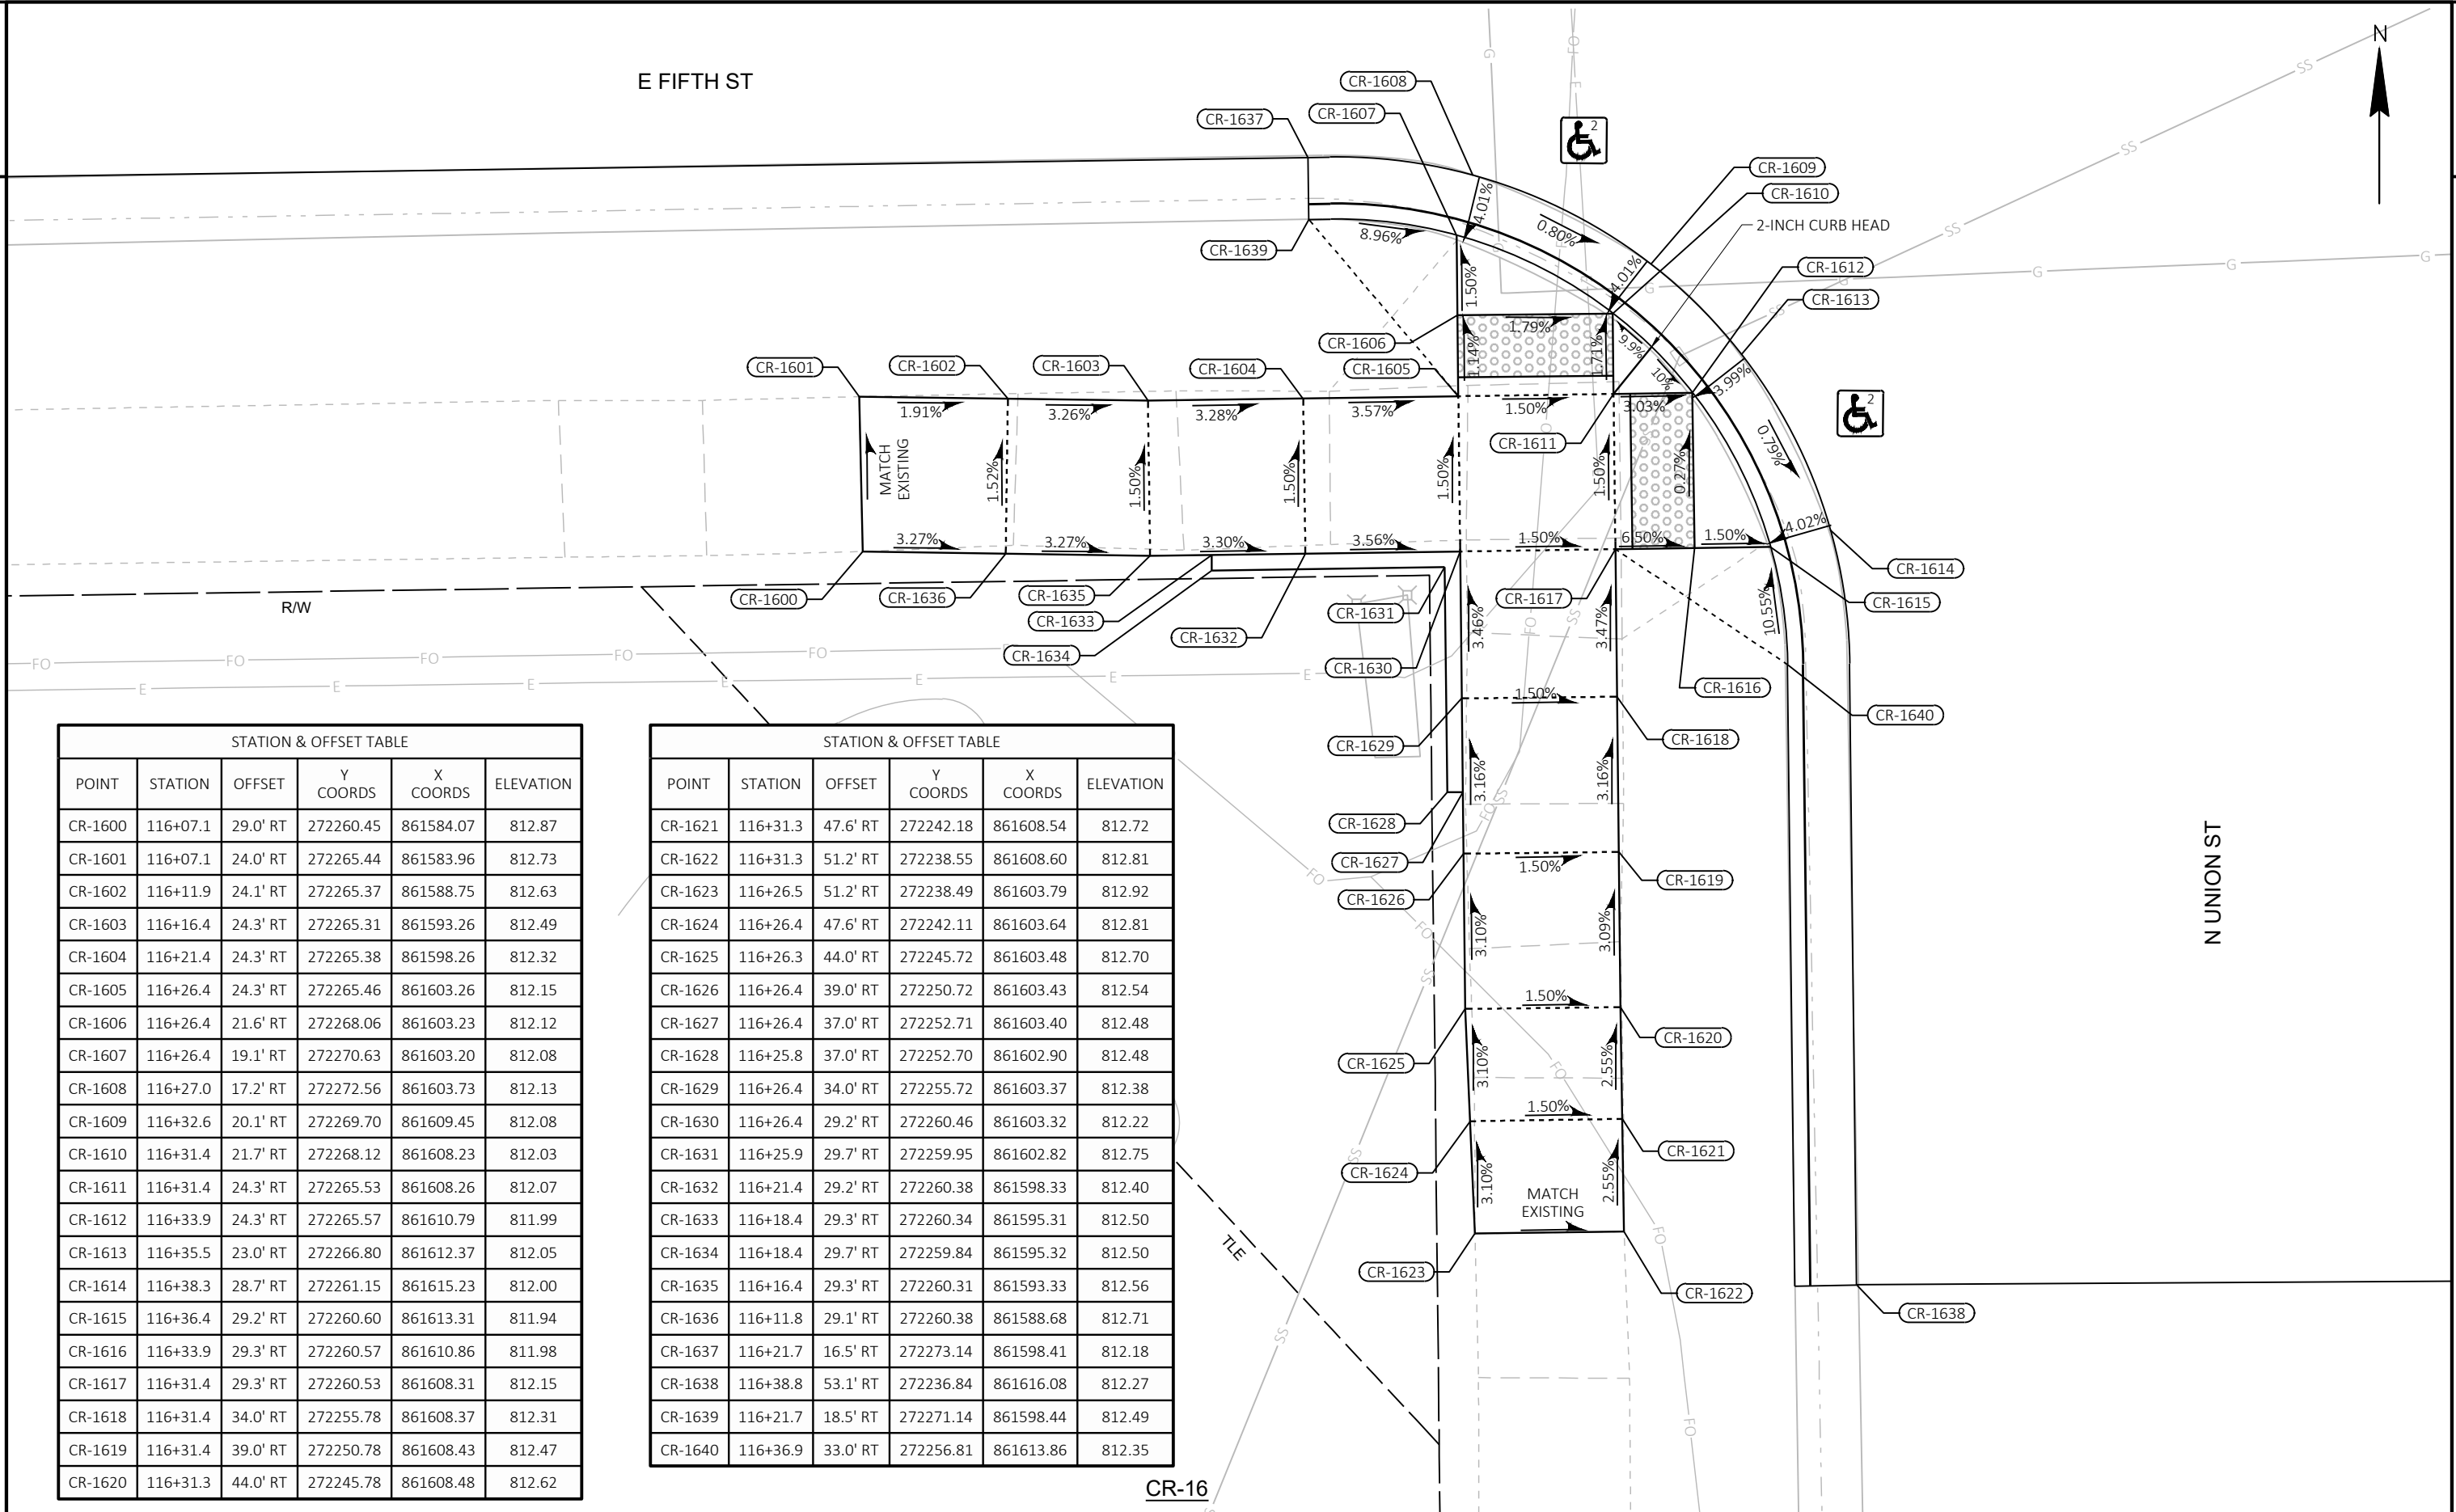 E FIFTH ST
N
CR-1608
CR-1607
CR-1637
2
CR-1609
CR-1610
2-INCH CURB HEAD
CR-1639
CR-1612
CR-1613
4.01%
0.80%
8.96%
4.01%
1.50%
1.79%
1.14%
1.71%
9.9%
10%
3.99%
CR-1606
CR-1601
CR-1602
CR-1603
CR-1604
CR-1605
2
1.91%
3.26%
3.28%
3.57%
1.50%
3.03%
CR-1611
0.79%
MATCH
EXISTING
1.52%
1.50%
1.50%
1.50%
1.50%
0.27%
3.27%
3.27%
3.30%
3.56%
1.50%
6.50%
1.50%
4.02%
CR-1614
CR-1600
CR-1636
CR-1635
CR-1633
CR-1631
CR-1617
CR-1615
R/W
CR-1632
CR-1634
3.46%
3.47%
10.55%
CR-1630
CR-1616
1.50%
CR-1640
CR-1629
CR-1618
3.16%
3.16%
CR-1628
CR-1627
1.50%
CR-1619
CR-1626
3.10%
3.09%
1.50%
CR-1620
CR-1625
3.10%
2.55%
1.50%
CR-1621
CR-1624
3.10%
2.55%
MATCH
EXISTING
CR-1623
CR-1622
CR-1638
N UNION ST
TLE
G
G
G
G
G
G
SS
SS
SS
SS
SS
SS
SS
SS
SS
FO
FO
FO
FO
FO
FO
FO
FO
FO
FO
FO
FO
FO
E
E
E
E
E
E
E
E
STATION & OFFSET TABLE
POINT STATION OFFSET Y COORDS X COORDS ELEVATION
CR-1600 116+07.1 29.0' RT 272260.45 861584.07 812.87
CR-1601 116+07.1 24.0' RT 272265.44 861583.96 812.73
CR-1602 116+11.9 24.1' RT 272265.37 861588.75 812.63
CR-1603 116+16.4 24.3' RT 272265.31 861593.26 812.49
CR-1604 116+21.4 24.3' RT 272265.38 861598.26 812.32
CR-1605 116+26.4 24.3' RT 272265.46 861603.26 812.15
CR-1606 116+26.4 21.6' RT 272268.06 861603.23 812.12
CR-1607 116+26.4 19.1' RT 272270.63 861603.20 812.08
CR-1608 116+27.0 17.2' RT 272272.56 861603.73 812.13
CR-1609 116+32.6 20.1' RT 272269.70 861609.45 812.08
CR-1610 116+31.4 21.7' RT 272268.12 861608.23 812.03
CR-1611 116+31.4 24.3' RT 272265.53 861608.26 812.07
CR-1612 116+33.9 24.3' RT 272265.57 861610.79 811.99
CR-1613 116+35.5 23.0' RT 272266.80 861612.37 812.05
CR-1614 116+38.3 28.7' RT 272261.15 861615.23 812.00
CR-1615 116+36.4 29.2' RT 272260.60 861613.31 811.94
CR-1616 116+33.9 29.3' RT 272260.57 861610.86 811.98
CR-1617 116+31.4 29.3' RT 272260.53 861608.31 812.15
CR-1618 116+31.4 34.0' RT 272255.78 861608.37 812.31
CR-1619 116+31.4 39.0' RT 272250.78 861608.43 812.47
CR-1620 116+31.3 44.0' RT 272245.78 861608.48 812.62
STATION & OFFSET TABLE
POINT STATION OFFSET Y COORDS X COORDS ELEVATION
CR-1621 116+31.3 47.6' RT 272242.18 861608.54 812.72
CR-1622 116+31.3 51.2' RT 272238.55 861608.60 812.81
CR-1623 116+26.5 51.2' RT 272238.49 861603.79 812.92
CR-1624 116+26.4 47.6' RT 272242.11 861603.64 812.81
CR-1625 116+26.3 44.0' RT 272245.72 861603.48 812.70
CR-1626 116+26.4 39.0' RT 272250.72 861603.43 812.54
CR-1627 116+26.4 37.0' RT 272252.71 861603.40 812.48
CR-1628 116+25.8 37.0' RT 272252.70 861602.90 812.48
CR-1629 116+26.4 34.0' RT 272255.72 861603.37 812.38
CR-1630 116+26.4 29.2' RT 272260.46 861603.32 812.22
CR-1631 116+25.9 29.7' RT 272259.95 861602.82 812.75
CR-1632 116+21.4 29.2' RT 272260.38 861598.33 812.40
CR-1633 116+18.4 29.3' RT 272260.34 861595.31 812.50
CR-1634 116+18.4 29.7' RT 272259.84 861595.32 812.50
CR-1635 116+16.4 29.3' RT 272260.31 861593.33 812.56
CR-1636 116+11.8 29.1' RT 272260.38 861588.68 812.71
CR-1637 116+21.7 16.5' RT 272273.14 861598.41 812.18
CR-1638 116+38.8 53.1' RT 272236.84 861616.08 812.27
CR-1639 116+21.7 18.5' RT 272271.14 861598.44 812.49
CR-1640 116+36.9 33.0' RT 272256.81 861613.86 812.35
CR-16